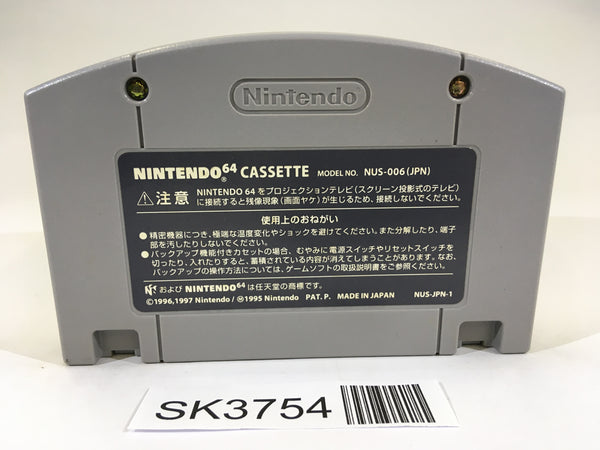 Nintendo
NINTENDO64 CASSETTE MODEL NO. NUS-006(JPN)
⚠注意 NINTENDO 64をプロジェクションテレビ(スクリーン投影式のテレビ)
に接続すると残像現象(画面ヤケ)が生じるため、接続しないでください。
使用上のおねがい
●精密機器につき、極端な温度変化やショックを避けてください。また分解したり、端子
部を汚したりしないでください。
●バックアップ機能付きカセットの場合、むやみに電源スイッチやリセットスイッチを
切ったり、入れたりすると、蓄積されている内容が消えてしまうことがあります。なお、
バックアップの操作方法については、ゲームソフトの取扱説明書をご参照ください。
および NINTENDO64 は任天堂の商標です。
©1996,1997 Nintendo/Ⓜ1995 Nintendo PAT. P. MADE IN JAPAN NUS-JPN-1
SK3754